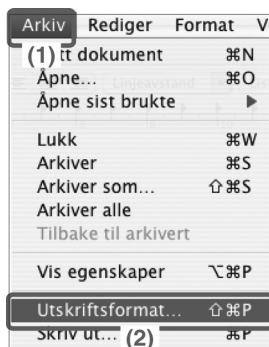 Arkiv Rediger Format V
(1) t dokument ⌘N
Åpne... ⌘O
Åpne sist brukte ▶
Lukk ⌘W
Arkiver ⌘S
Arkiver som... ⇧⌘S
Arkiver alle
Tilbake til arkivert
Vis egenskaper ⌥⌘P
Utskriftsformat... ⇧⌘P
Skriv ut... (2) ⌘P